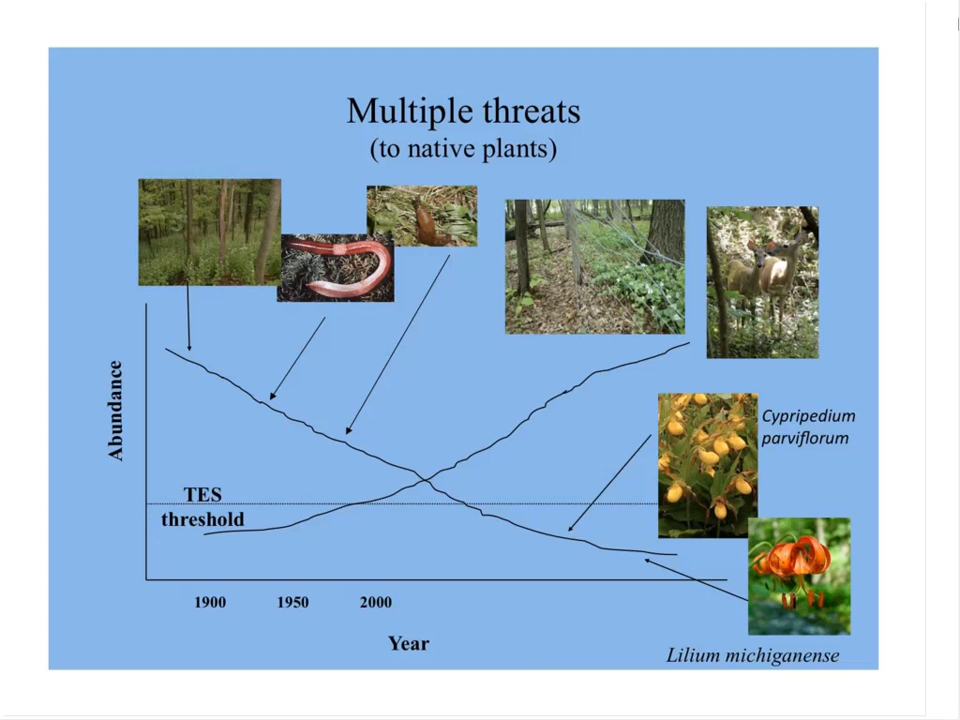 Multiple threats
(to native plants)
Abundance
Cypripedium
parviflorum
TES
threshold
1900 1950 2000
Year
Lilium michiganense